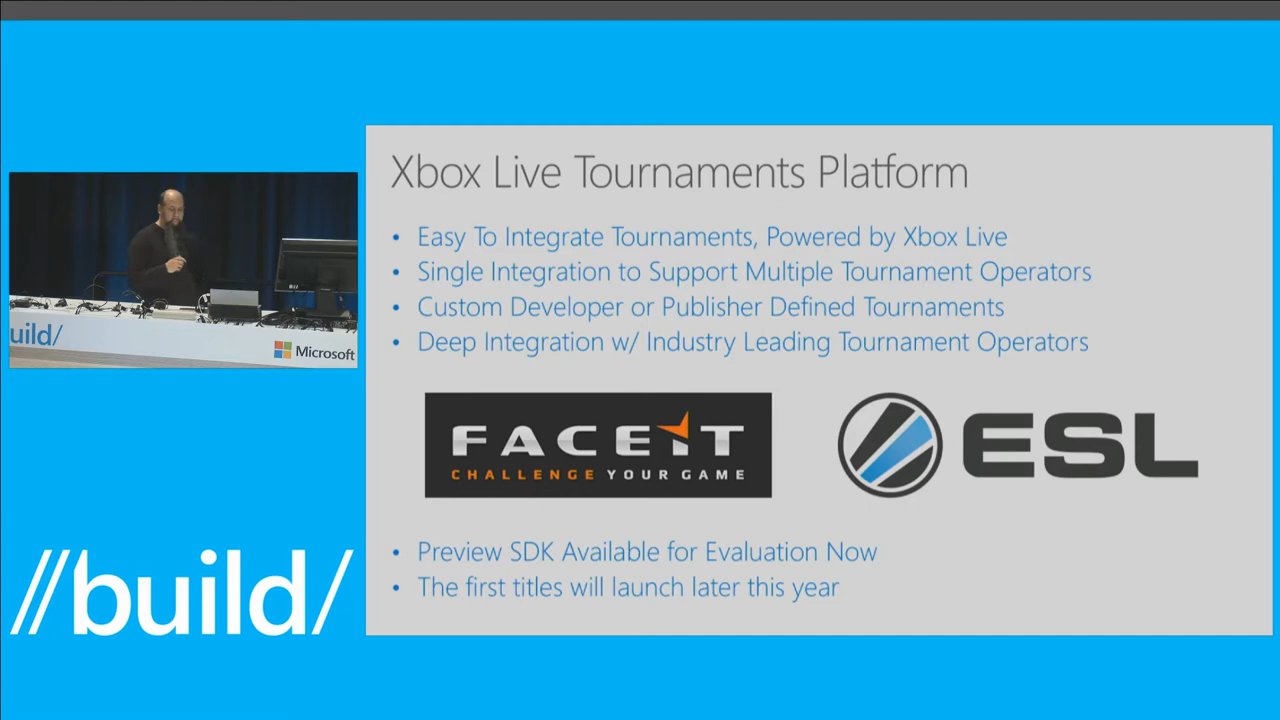 Xbox Live Tournaments Platform
• Easy To Integrate Tournaments, Powered by Xbox Live
• Single Integration to Support Multiple Tournament Operators
• Custom Developer or Publisher Defined Tournaments
• Deep Integration w/ Industry Leading Tournament Operators
FACEIT
CHALLENGE YOUR GAME
ESL
• Preview SDK Available for Evaluation Now
• The first titles will launch later this year
uild/
Microsoft
//build/